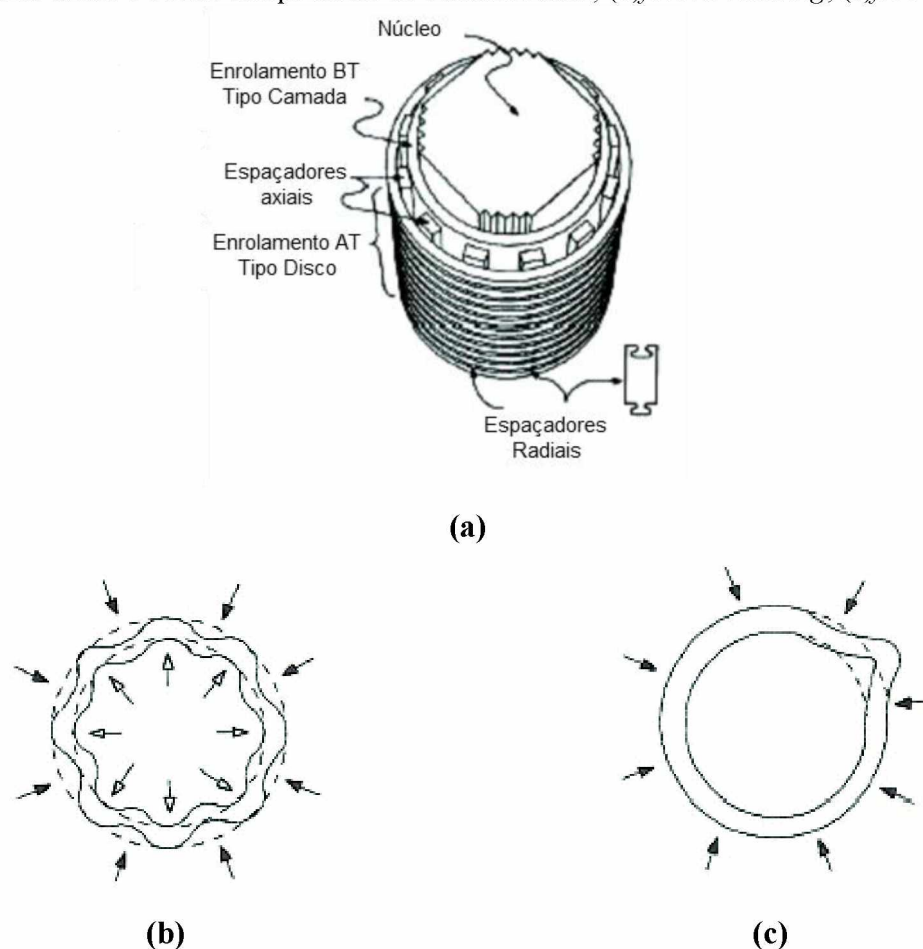 Núcleo
Enrolamento BT
Tipo Camada
Espaçadores
axiais
Enrolamento AT
Tipo Disco
Espaçadores
Radiais
(a)
(b)
(c)